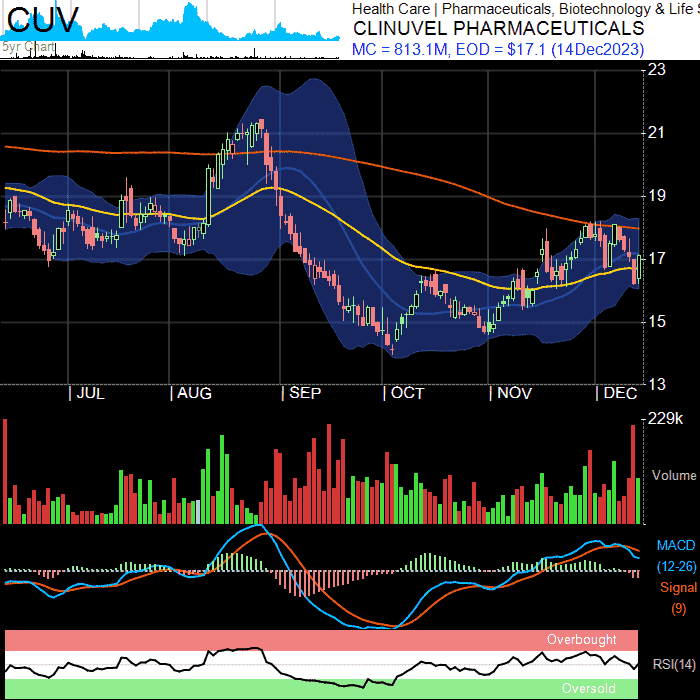 CUV
5yr Chart
Health Care | Pharmaceuticals, Biotechnology & Life S
CLINUVEL PHARMACEUTICALS
MC = 813.1M, EOD = $17.1 (14Dec2023)
23
21
19
17
15
13
| JUL | AUG | SEP | OCT | NOV | DEC
229k
Volume
MACD
(12-26)
Signal
(9)
Overbought
RSI(14)
Oversold